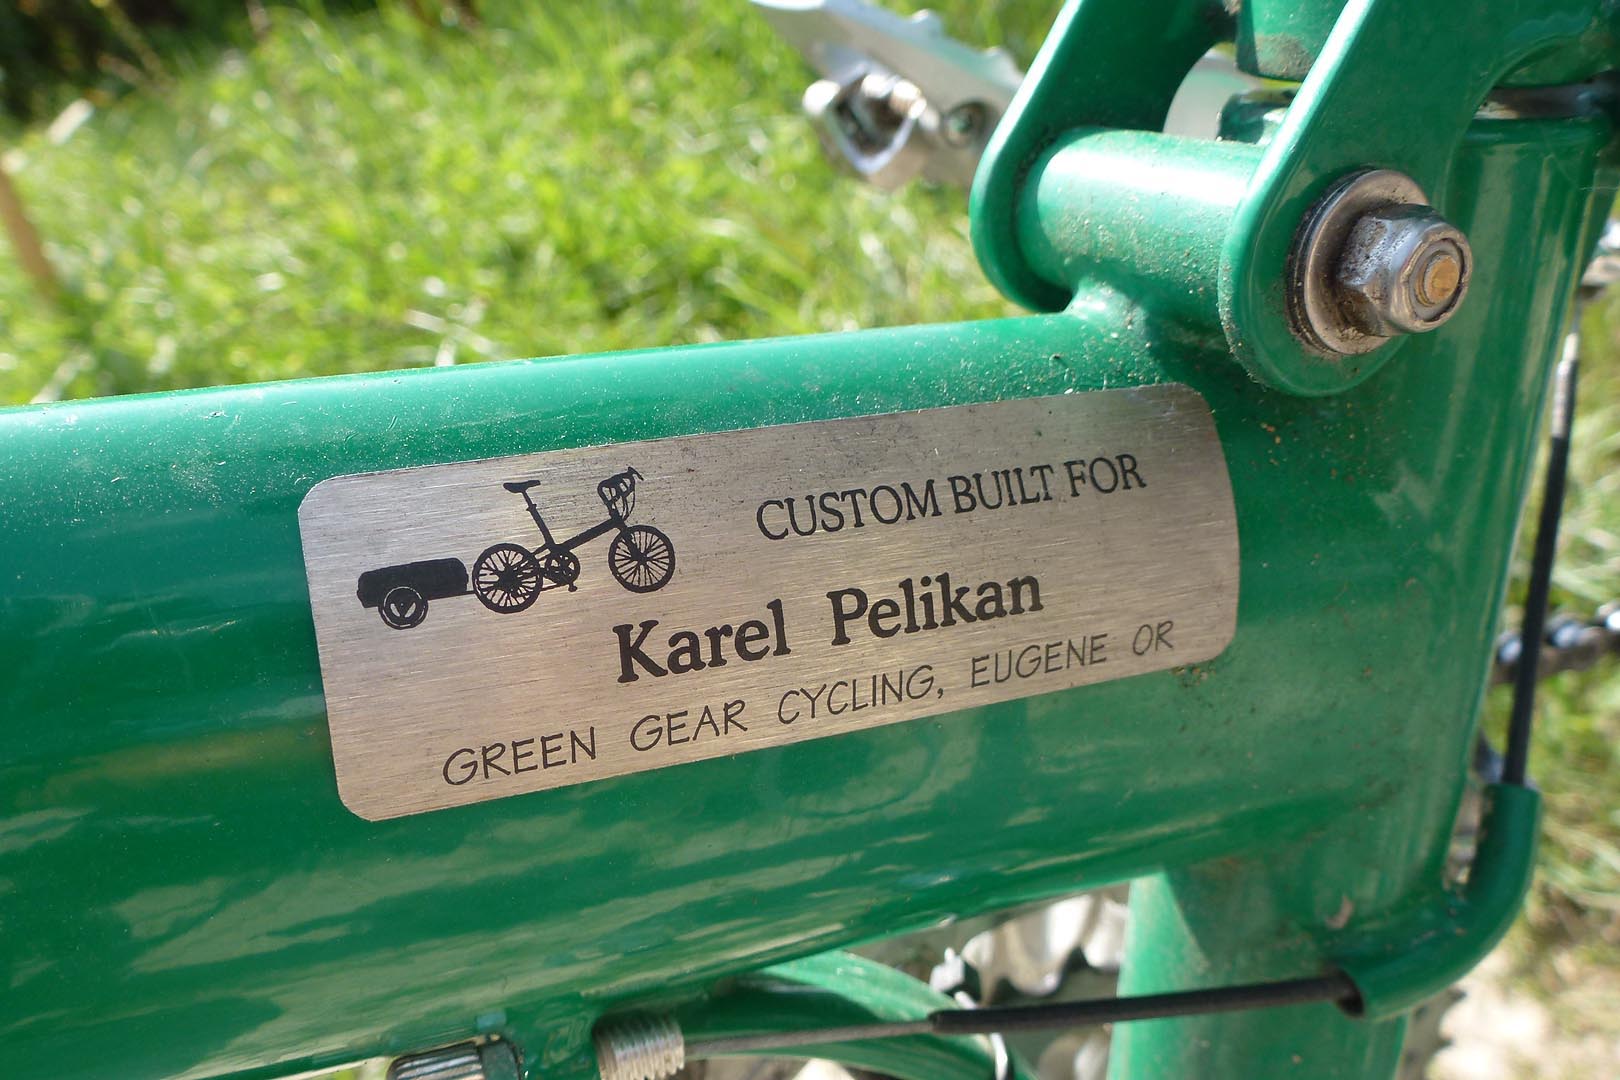 CUSTOM BUILT FOR
Karel Pelikan
GREEN GEAR CYCLING, EUGENE OR